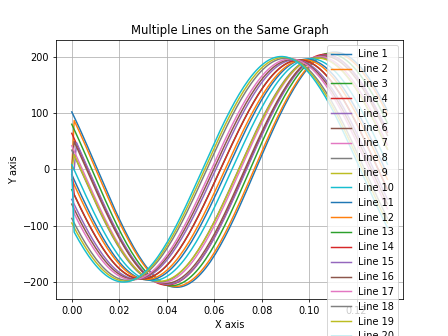 Multiple Lines on the Same Graph
Y axis
200
100
0
−100
−200
0.00
0.02
0.04
0.06
0.08
0.10
X axis
Line 1
Line 2
Line 3
Line 4
Line 5
Line 6
Line 7
Line 8
Line 9
Line 10
Line 11
Line 12
Line 13
Line 14
Line 15
Line 16
Line 17
Line 18
Line 19
Line 20